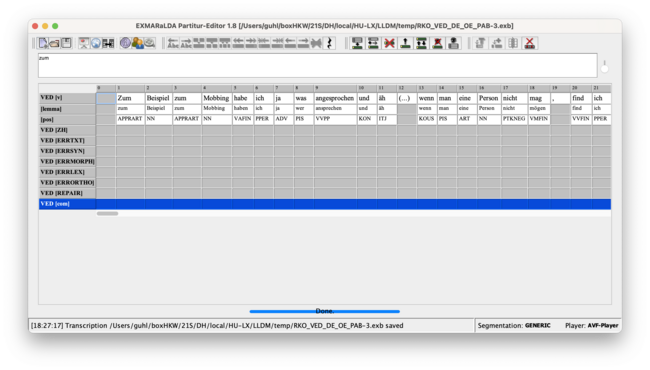 EXMARaLDA Partitur-Editor 1.8 [/Users/guhl/boxHKW/21S/DH/local/HU-LX/LLDM/temp/RKO_VED_DE_OE_PAB-3.exb]
zum
0 1 2 3 4 5 6 7 8 9 10 11 12 13 14 15 16 17 18 19 20 21
VED [v] Zum Beispiel zum Mobbing habe ich ja was angesprochen und äh (...) wenn man eine Person nicht mag , find ich
[lemma] zum Beispiel zum Mobbing haben ich ja was ansprechen und äh wenn man eine Person nicht mögen finden ich
[pos] APPRART NN APPRART NN VAFIN PPER ADV PIS VVPP KON ITJ KOUS PIS ART NN PTKNEG VMFIN VVFIN PPER
VED [ZH]
VED [ERRTXT]
VED [ERRSYN]
VED [ERRMORPH]
VED [ERRLEX]
VED [ERRORTHO]
VED [REPAIR]
VED [com]
Done.
[18:27:17] Transcription /Users/guhl/boxHKW/21S/DH/local/HU-LX/LLDM/temp/RKO_VED_DE_OE_PAB-3.exb saved Segmentation: GENERIC Player: AVF-Player